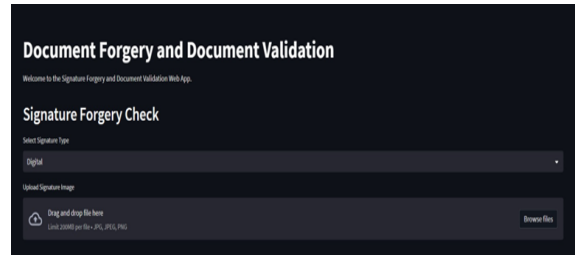 Document Forgery and Document Validation
Welcome to the Signature Forgery and Document Validation Web App.
Signature Forgery Check
Select Signature Type
Digital
Upload Signature Image
Drag and drop file here
Browse files
Limit 200MB per file • JPG, JPEG, PNG